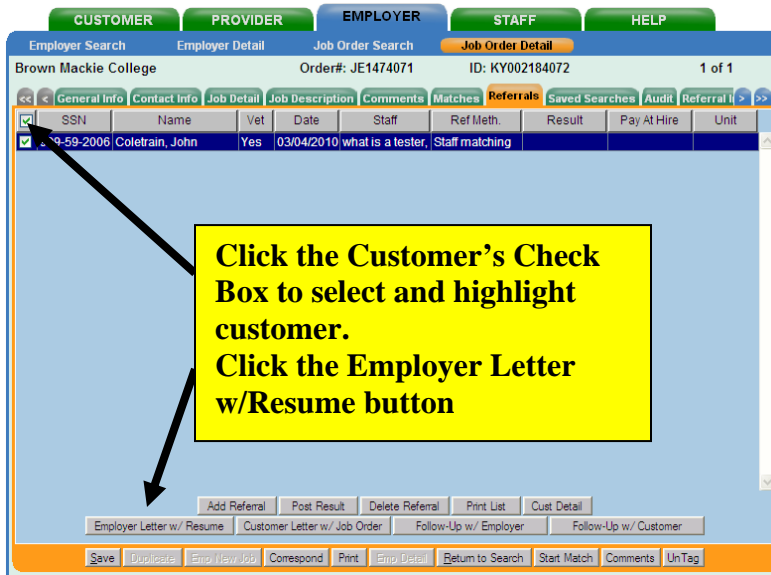 CUSTOMER PROVIDER EMPLOYER STAFF HELP
Employer Search Employer Detail Job Order Search Job Order Detail
Brown Mackie College Order#: JE1474071 ID: KY002184072 1 of 1
<< < General Info Contact Info Job Detail Job Description Comments Matches Referrals Saved Searches Audit Referral > >>
SSN Name Vet Date Staff Ref Meth. Result Pay At Hire Unit
9-59-2006 Coletrain, John Yes 03/04/2010 what is a tester, Staff matching
Click the Customer's Check
Box to select and highlight
customer.
Click the Employer Letter
w/Resume button
Add Referral Post Result Delete Referral Print List Cust Detail
Employer Letter w/ Resume Customer Letter w/ Job Order Follow-Up w/ Employer Follow-Up w/ Customer
Save Duplicate Emp New Job Correspond Print Emp Detail Return to Search Start Match Comments UnTag